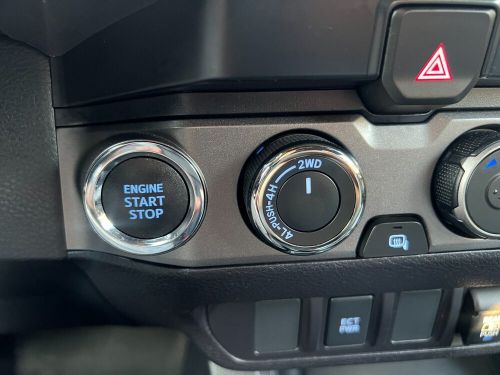 ENGINE
START
STOP
2WD
4L-PUSH-4H
ECT
PWR
PUSH